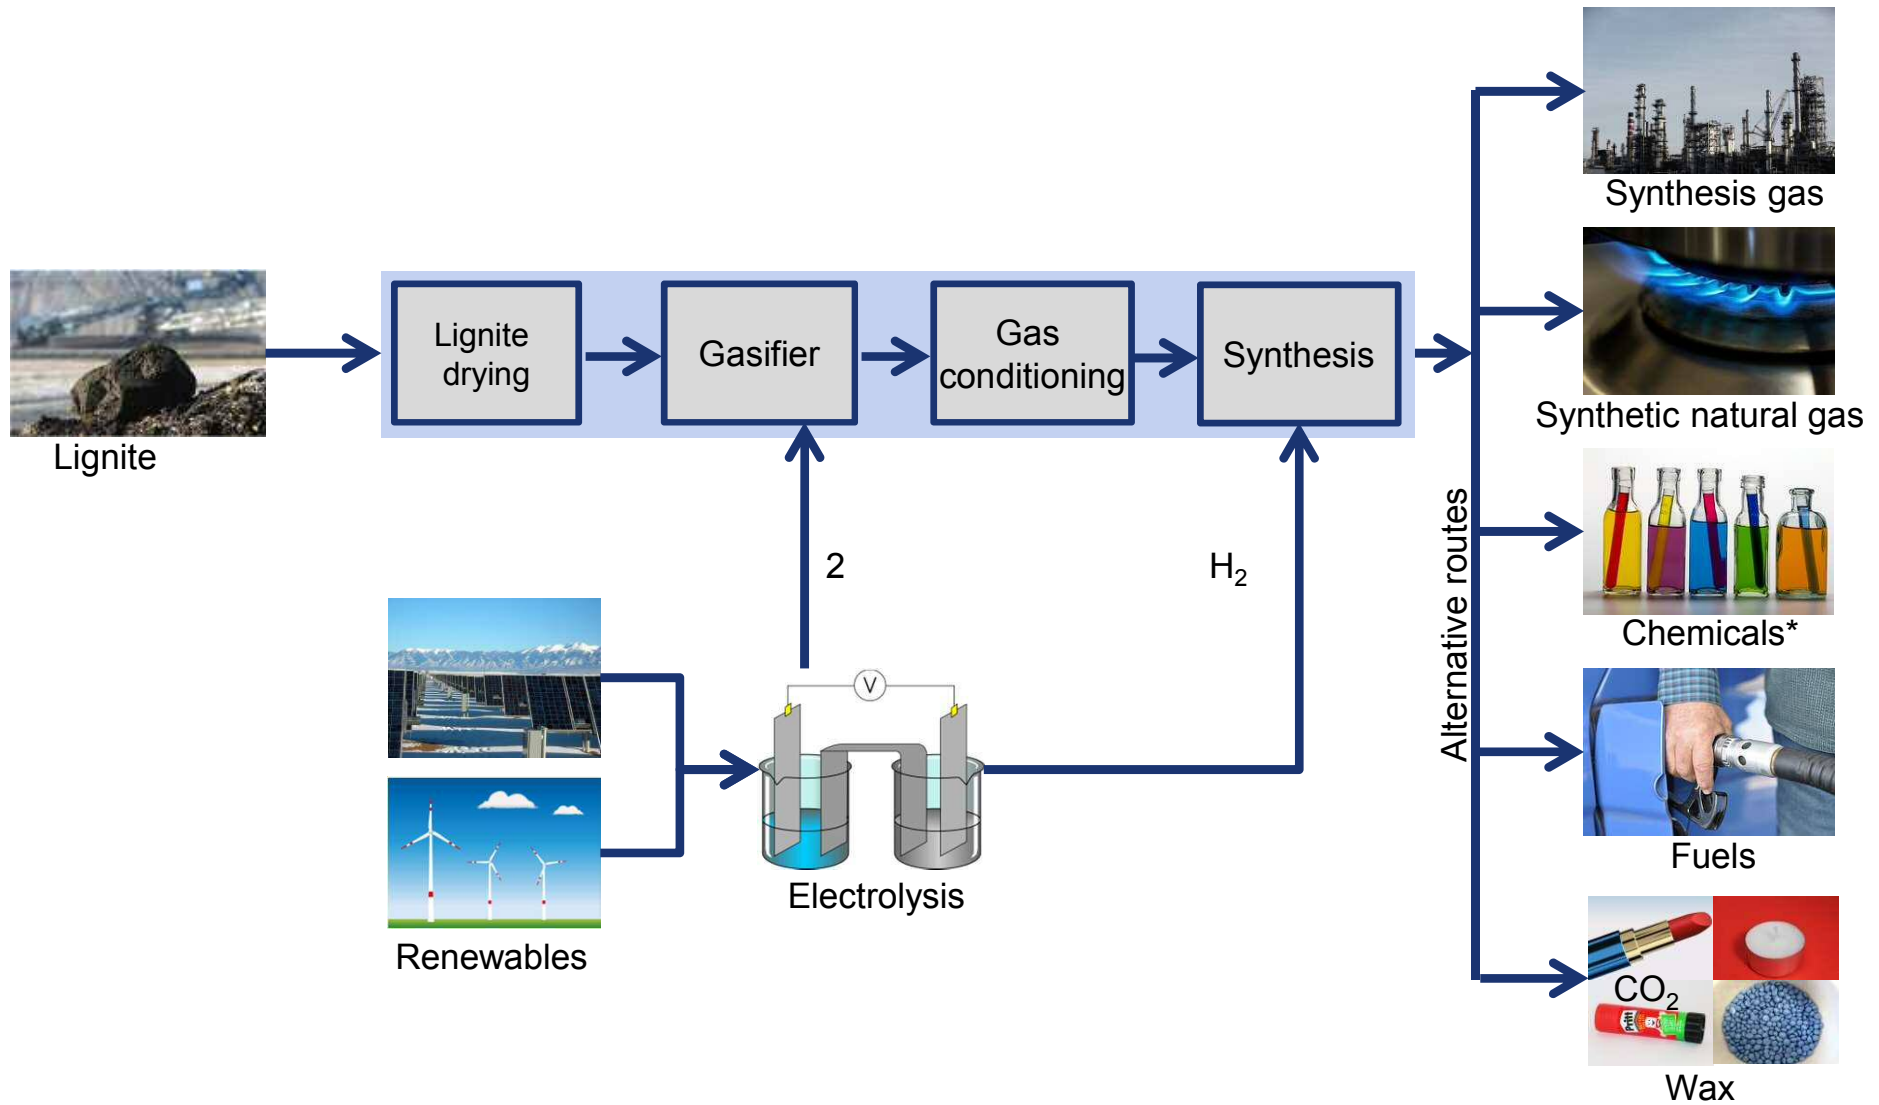 Synthesis gas
Lignite
drying
Gasifier
Gas
conditioning
Synthesis
Synthetic natural gas
Lignite
Alternative routes
2
H₂
Chemicals*
V
Fuels
Electrolysis
Renewables
CO₂
Pritt
Wax